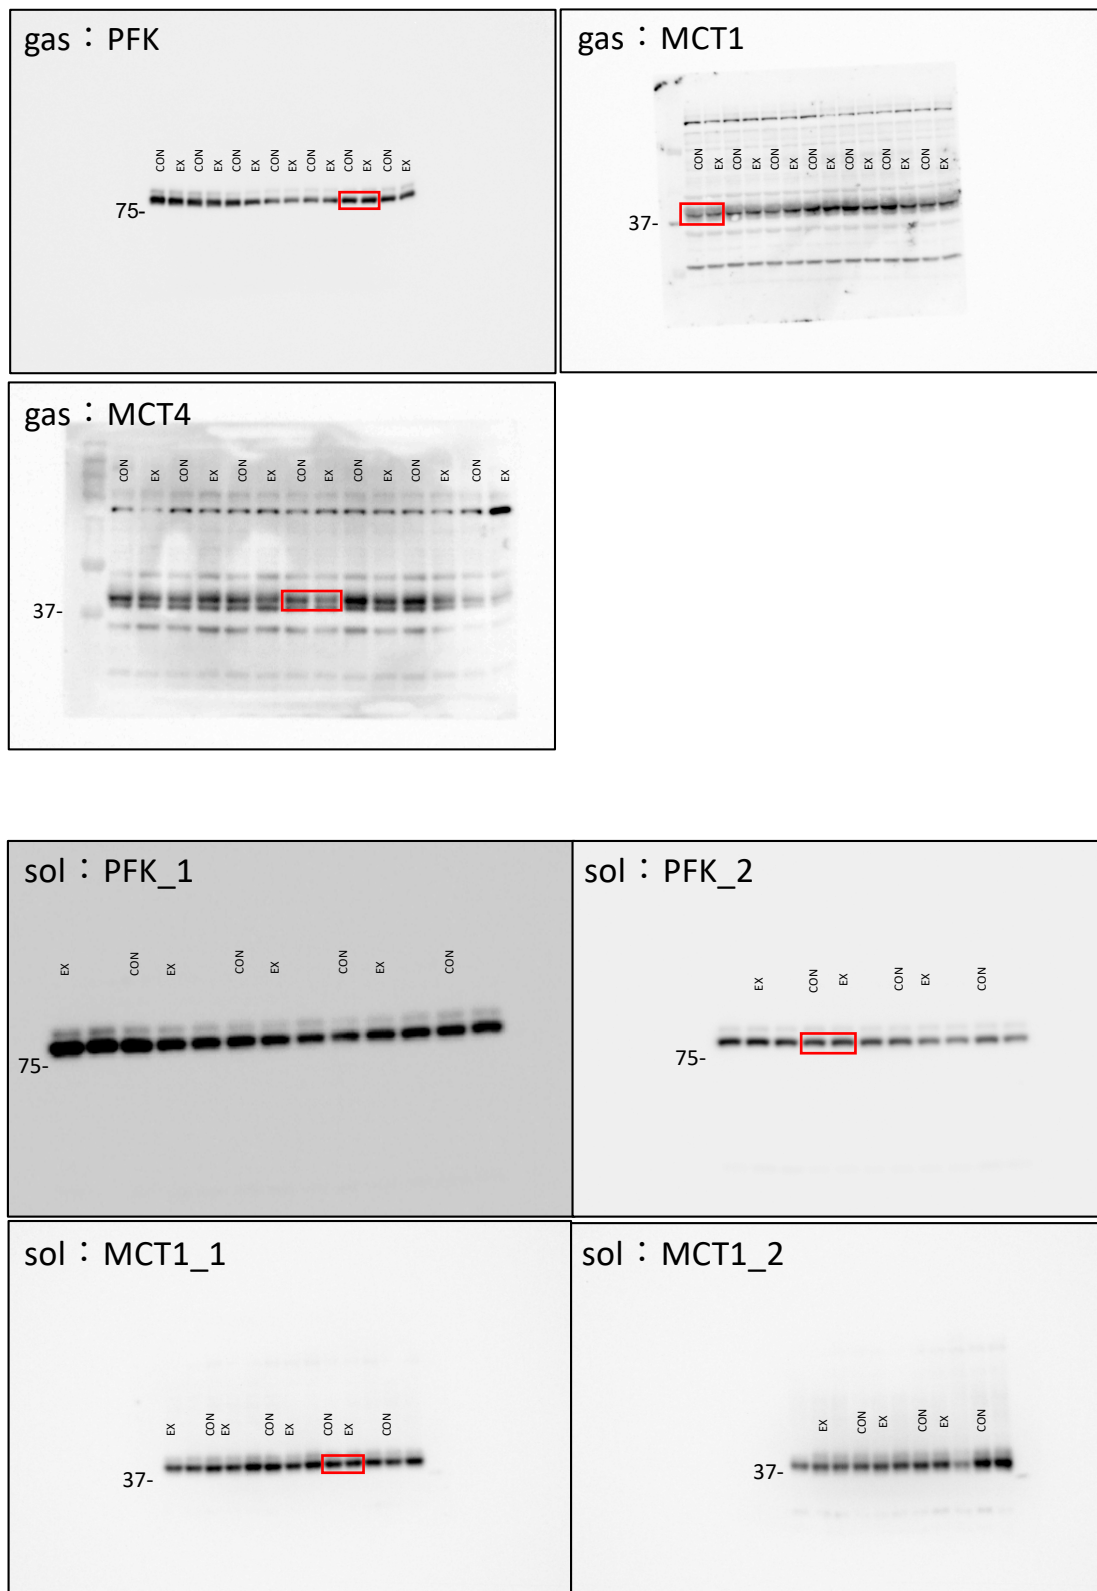 gas：PFK
CON EX CON EX CON EX CON EX CON EX CON EX CON EX
75-
gas：MCT1
CON EX CON EX CON EX CON EX CON EX CON EX CON EX
37-
gas：MCT4
CON EX CON EX CON EX CON EX CON EX CON EX CON EX
37-
sol：PFK_1
EX CON EX CON EX CON EX CON
75-
sol：PFK_2
EX CON EX CON EX CON
75-
sol：MCT1_1
EX CON EX CON EX CON EX CON
37-
sol：MCT1_2
EX CON EX CON EX CON
37-